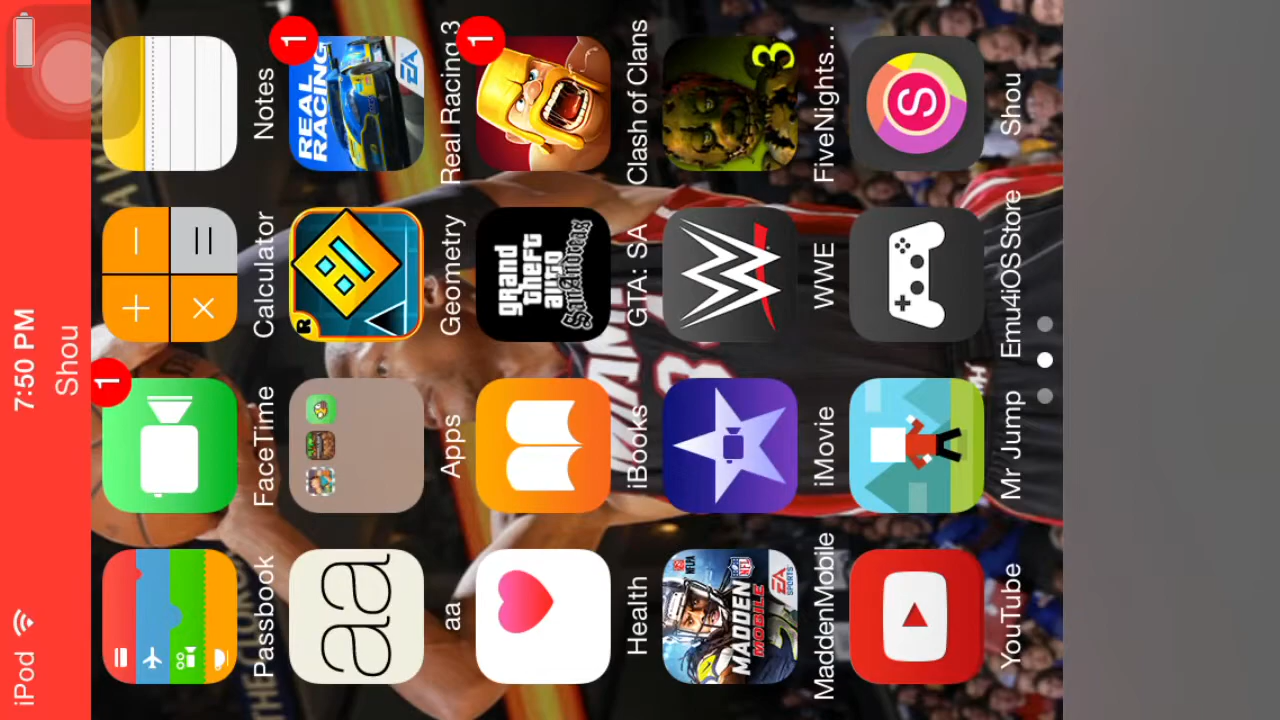 iPod 7:50 PM
Shou
1
Passbook FaceTime Calculator Notes
1
aa
R
REAL
RACING
EA
aa Apps Geometry Real Racing 3
1
grand
theft
auto
San Andreas
Health iBooks GTA: SA Clash of Clans
NFL
MADDEN
MOBILE
EA
SPORTS
3
MaddenMobile iMovie WWE FiveNights...
S
YouTube Mr Jump Emu4iOSStore Shou